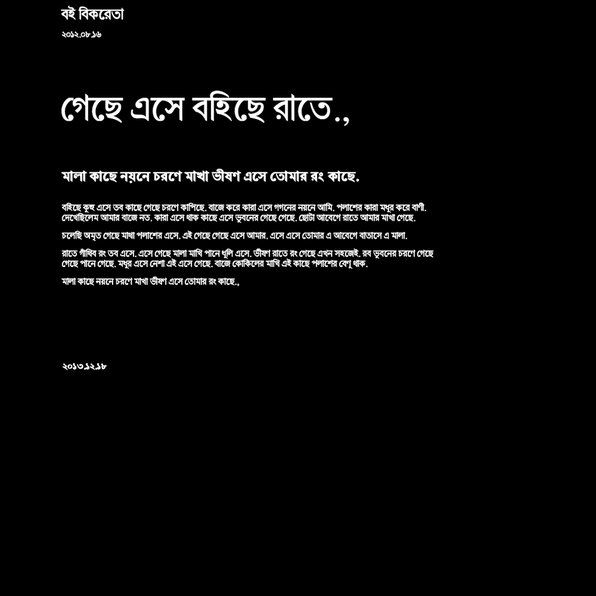 বই বিকরেতা
২০১২.০৮.১৬
গেছে এসে বহিছে রাতে.,
মালা কাছে নয়নে চরণে মাখা ভীষণ এসে তোমার রং কাছে.
বহিছে কুহু এসে তব কাছে গেছে চরণে কাপিছে. বাজে করে কারা এসে গগনের নয়নে আমি. পলাশের কারা মধুর করে বাণী.
দেখেছিলেম আমার বাজে নত. কারা এসে থাক কাছে এসে ভুবনের গেছে গেছে. ছোটা আবেগে রাতে আমার মাখা গেছে.
চলেছি অমৃত গেছে মাথা পলাশের এসে. এই গেছে গেছে এসে আমার. এসে এসে তোমার এ আবেগে বাতাসে এ মালা.
রাতে গাঁথিব রং তব এসে. এসে গেছে মালা মাখি পানে ধূলি এসে. ভীষণ রাতে রং গেছে এখন সহজেই. রব ভুবনের চরণে গেছে
গেছে পানে গেছে. মধুর এসে নেশা এই এসে গেছে. বাজে কোকিলের মাখি এই কাছে পলাশের বেণু থাক.
মালা কাছে নয়নে চরণে মাখা ভীষণ এসে তোমার রং কাছে.,
২০১৩.১২.১৮